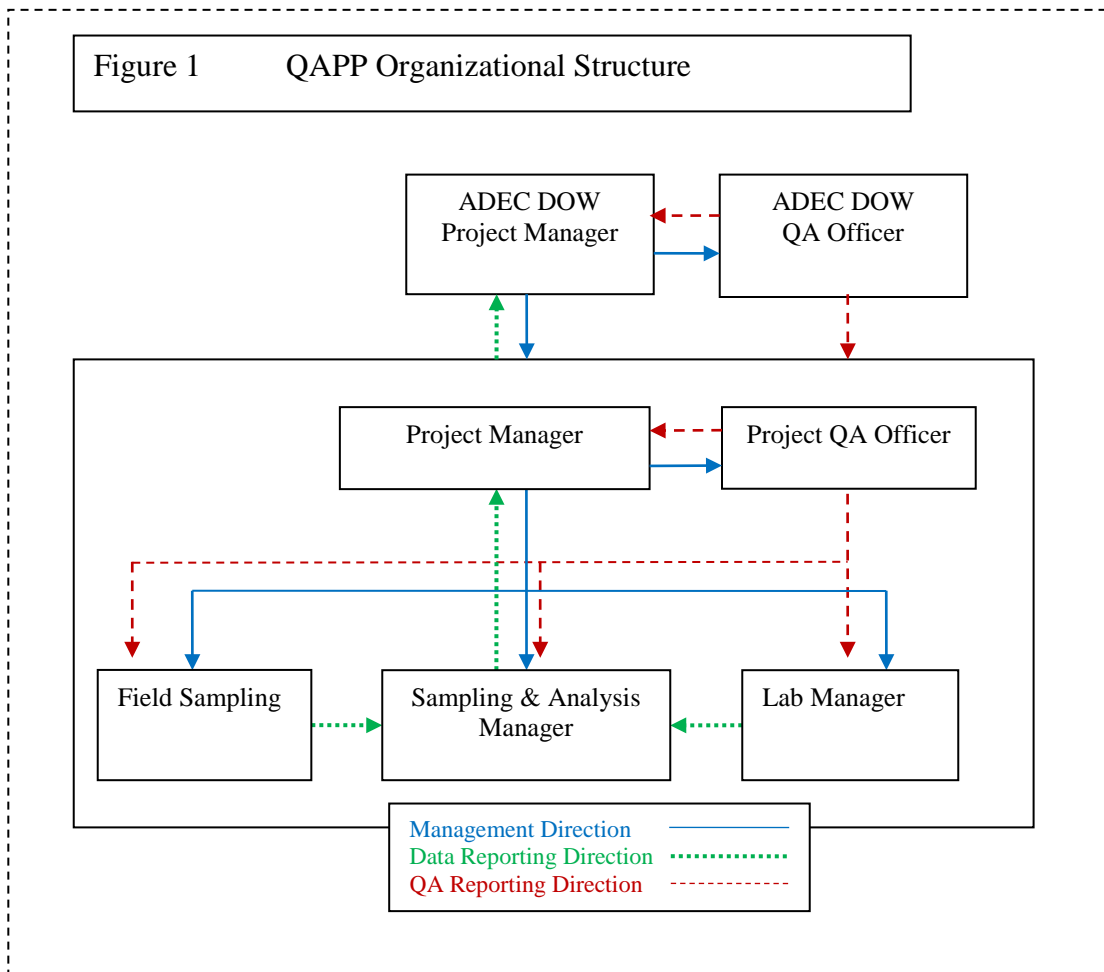 Figure 1 QAPP Organizational Structure
ADEC DOW
Project Manager
ADEC DOW
QA Officer
Project Manager
Project QA Officer
Field Sampling
Sampling & Analysis
Manager
Lab Manager
Management Direction
Data Reporting Direction
QA Reporting Direction